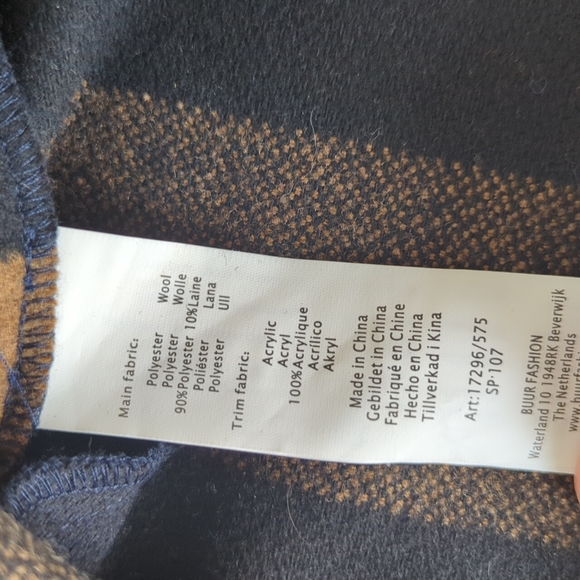 Main fabric:
Polyester Wool
Polyester Wolle
90%Polyester 10%Laine
Poliéster Lana
Polyester Ull
Trim fabric:
Acrylic
Acryl
100%Acrylique
Acrílico
Akryl
Made in China
Gebildet in China
Fabriqué en Chine
Hecho en China
Tillverkad i Kina
Art:17296/575
SP-107
BUUR FASHION
Waterland 10 1948RK Beverwijk
The Netherlands